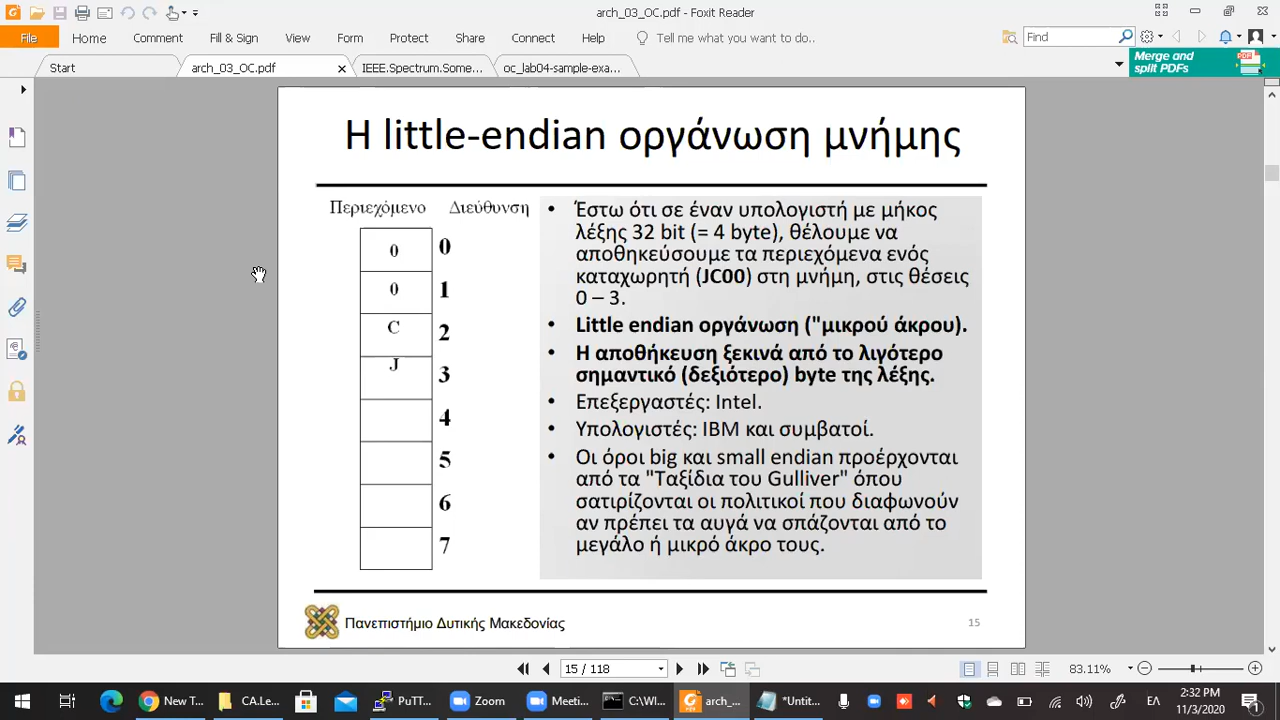 arch_03_OC.pdf - Foxit Reader
File Home Comment Fill & Sign View Form Protect Connect Share Help Tell me what you want to do.. Find
Start arch_03_OC.pdf IEEE.Spectrum.Some... oc_lab04-sample-exa...
Merge and
split PDFs
PDF
Η little-endian οργάνωση μνήμης
Περιεχόμενο Διεύθυνση
0 0
0 1
C 2
J 3
4
5
6
7
• Έστω ότι σε έναν υπολογιστή με μήκος
λέξης 32 bit (= 4 byte), θέλουμε να
αποθηκεύσουμε τα περιεχόμενα ενός
καταχωρητή (JC00) στη μνήμη, στις θέσεις
0 – 3.
• Little endian οργάνωση ("μικρού άκρου).
• Η αποθήκευση ξεκινά από το λιγότερο
σημαντικό (δεξιότερο) byte της λέξης.
• Επεξεργαστές: Intel.
• Υπολογιστές: IBM και συμβατοί.
• Οι όροι big και small endian προέρχονται
από τα "Ταξίδια του Gulliver" όπου
σατιρίζονται οι πολιτικοί που διαφωνούν
αν πρέπει τα αυγά να σπάζονται από το
μεγάλο ή μικρό άκρο τους.
Πανεπιστήμιο Δυτικής Μακεδονίας 15
15 / 118 83.11%
New T... CA.Le... PuTT... Zoom Meeti... C:\WI... arch_... *Untit... ΕΛ 2:32 PM
11/3/2020